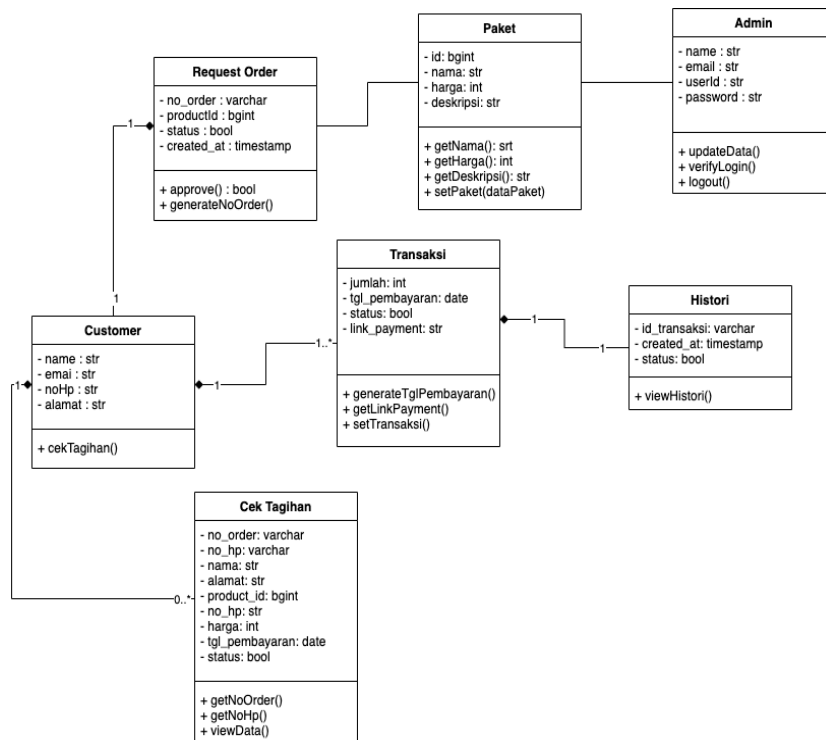 Request Order
- no_order : varchar
- productId : bgint
- status : bool
- created_at : timestamp
+ approve() : bool
+ generateNoOrder()
Paket
- id: bgint
- nama: str
- harga: int
- deskripsi: str
+ getNama(): srt
+ getHarga(): int
+ getDeskripsi(): str
+ setPaket(dataPaket)
Admin
- name : str
- email : str
- userId : str
- password : str
+ updateData()
+ verifyLogin()
+ logout()
1
1
Customer
- name : str
- emai : str
- noHp : str
- alamat : str
+ cekTagihan()
1
1..*
Transaksi
- jumlah: int
- tgl_pembayaran: date
- status: bool
- link_payment: str
+ generateTglPembayaran()
+ getLinkPayment()
+ setTransaksi()
1
1
Histori
- id_transaksi: varchar
- created_at: timestamp
- status: bool
+ viewHistori()
1
0..*
Cek Tagihan
- no_order: varchar
- no_hp: varchar
- nama: str
- alamat: str
- product_id: bgint
- no_hp: str
- harga: int
- tgl_pembayaran: date
- status: bool
+ getNoOrder()
+ getNoHp()
+ viewData()